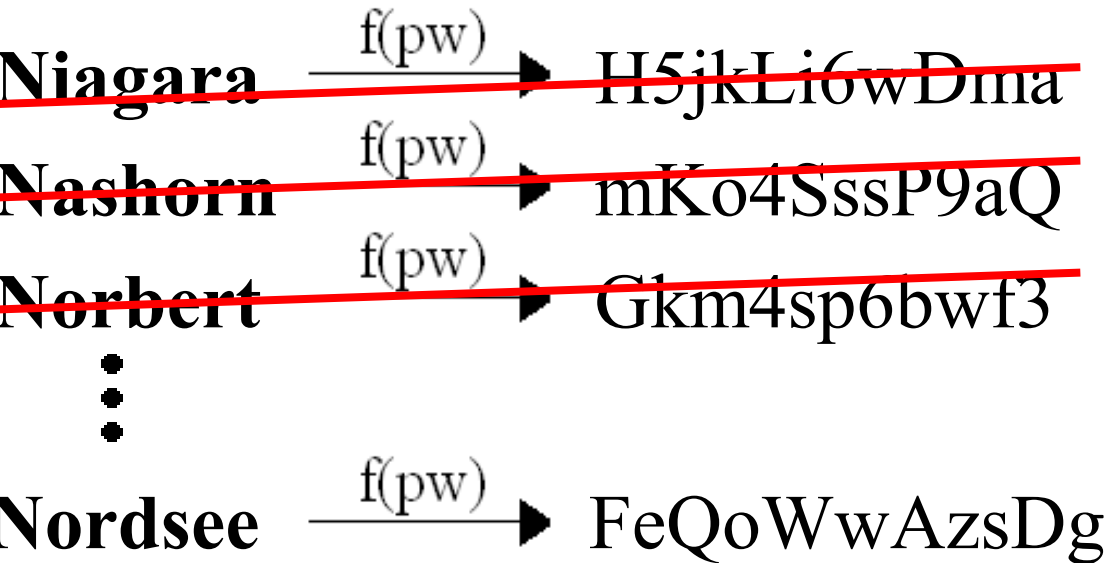 Niagara f(pw) H5jkLi6wDma
Nashorn f(pw) mKo4SssP9aQ
Norbert f(pw) Gkm4sp6bwf3
Nordsee f(pw) FeQoWwAzsDg